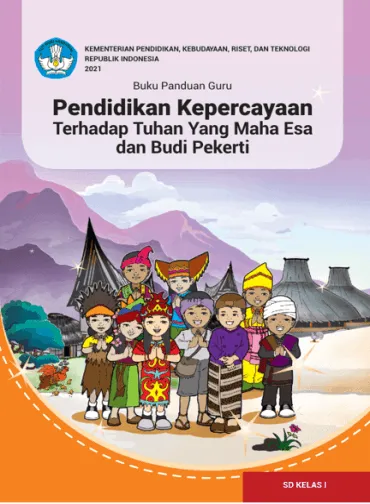 KEMENTERIAN PENDIDIKAN, KEBUDAYAAN, RISET, DAN TEKNOLOGI
REPUBLIK INDONESIA
2021
Buku Panduan Guru
Pendidikan Kepercayaan
Terhadap Tuhan Yang Maha Esa
dan Budi Pekerti
SD KELAS I